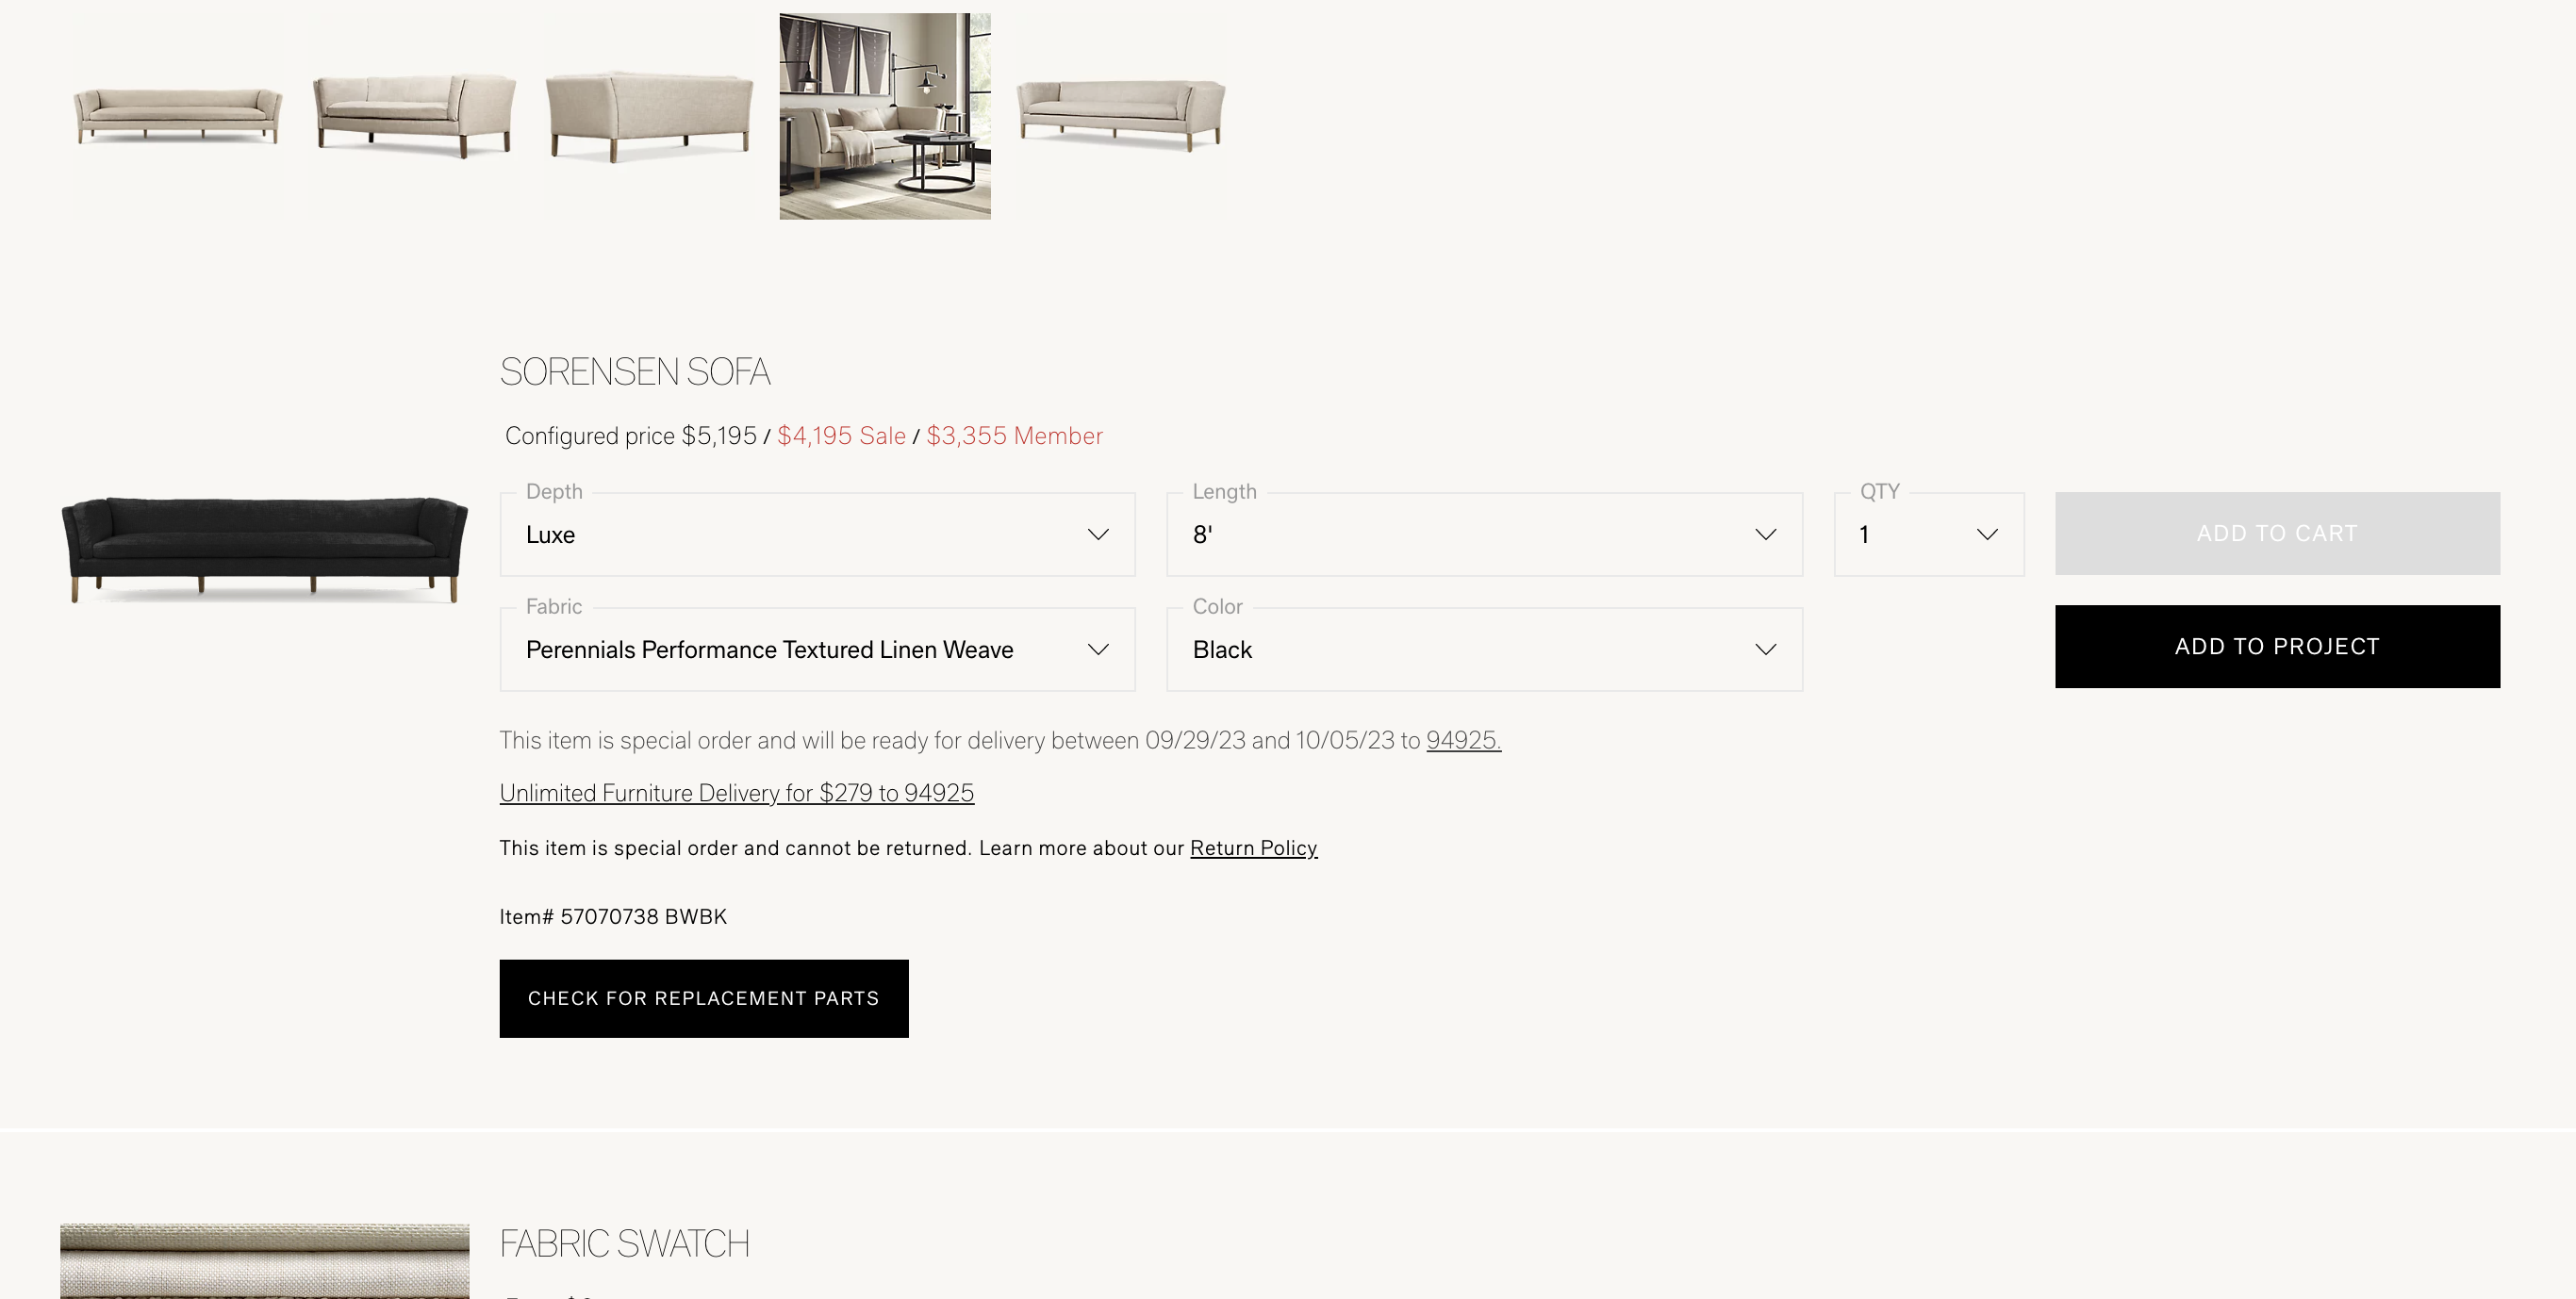 SORENSEN SOFA
Configured price $5,195 / $4,195 Sale / $3,355 Member
Depth
Luxe
Length
8'
QTY
1
ADD TO CART
Fabric
Perennials Performance Textured Linen Weave
Color
Black
ADD TO PROJECT
This item is special order and will be ready for delivery between 09/29/23 and 10/05/23 to 94925.
Unlimited Furniture Delivery for $279 to 94925
This item is special order and cannot be returned. Learn more about our Return Policy
Item# 57070738 BWBK
CHECK FOR REPLACEMENT PARTS
FABRIC SWATCH